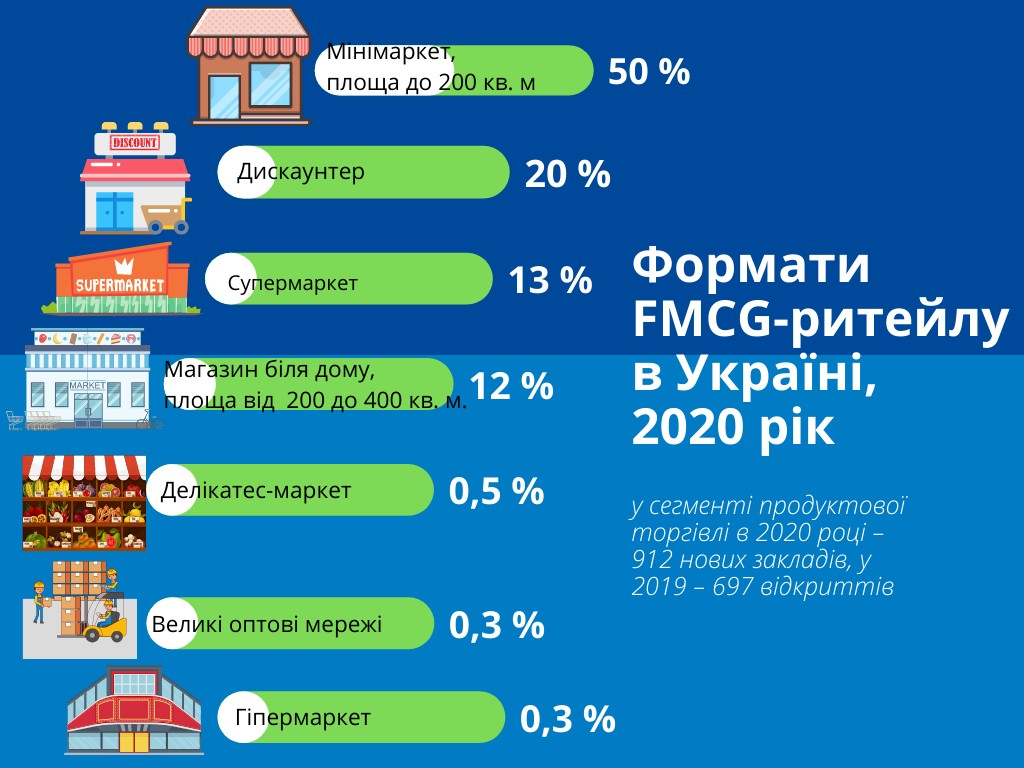 Мінімаркет,
площа до 200 кв. м
50 %
DISCOUNT
Дискаунтер
20 %
SUPERMARKET
Супермаркет
13 %
MARKET
Магазин біля дому,
площа від  200 до 400 кв. м.
12 %
Делікатес-маркет
0,5 %
Великі оптові мережі
0,3 %
Гіпермаркет
0,3 %
Формати
FMCG-ритейлу
в Україні,
2020 рік
у сегменті продуктової
торгівлі в 2020 році –
912 нових закладів, у
2019 – 697 відкриттів